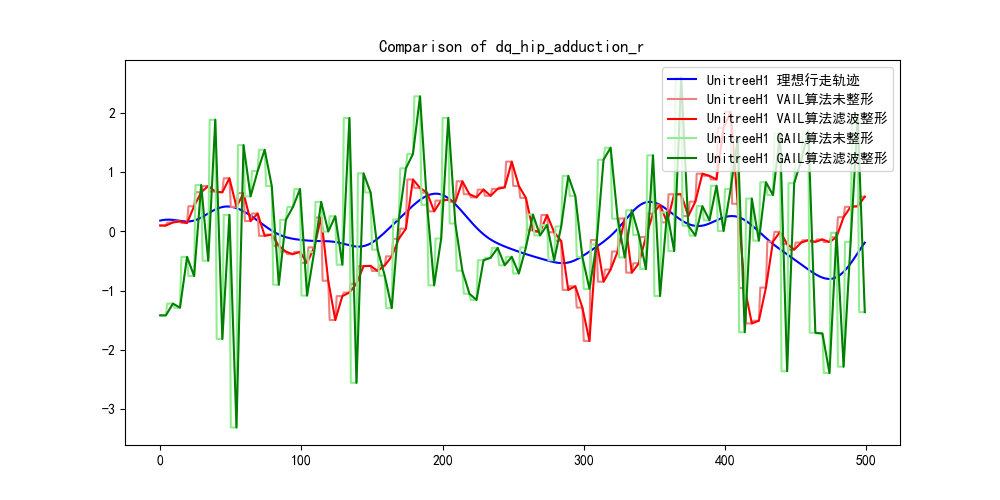 Comparison of dq_hip_adduction_r
UnitreeH1 理想行走轨迹
UnitreeH1 VAIL算法未整形
UnitreeH1 VAIL算法滤波整形
UnitreeH1 GAIL算法未整形
UnitreeH1 GAIL算法滤波整形
2
1
0
−1
−2
−3
0 100 200 300 400 500